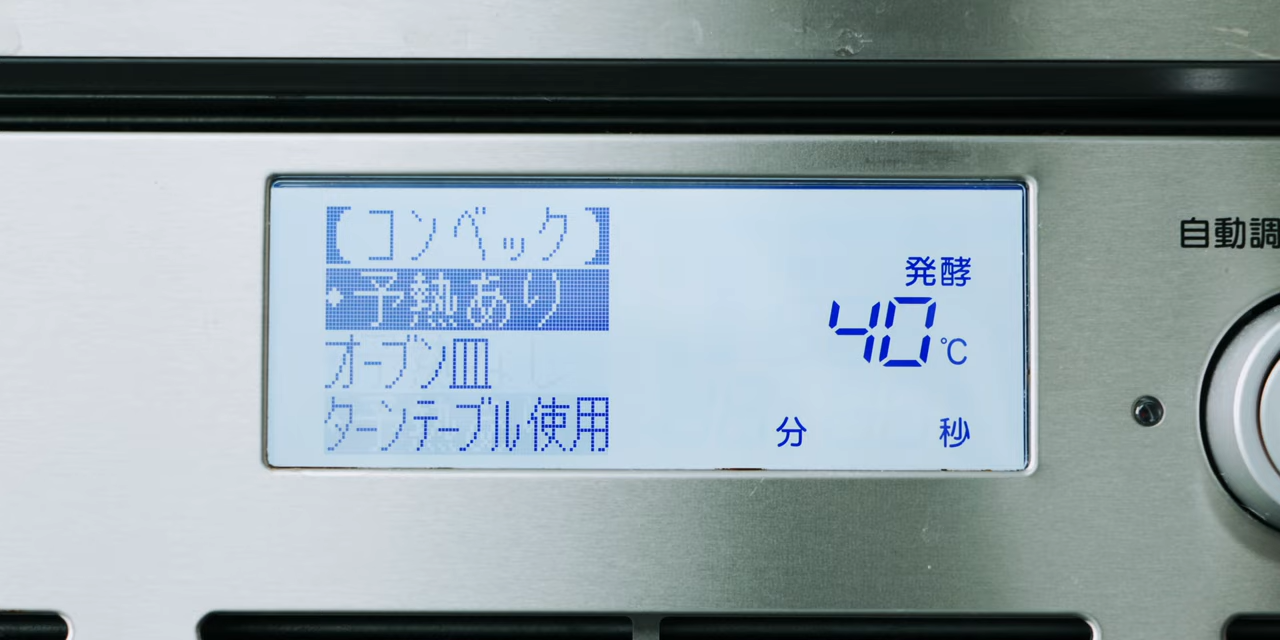 【コンベック】
◆予熱あり
オーブン皿
ターンテーブル使用
発酵
40℃
分 秒
自動調